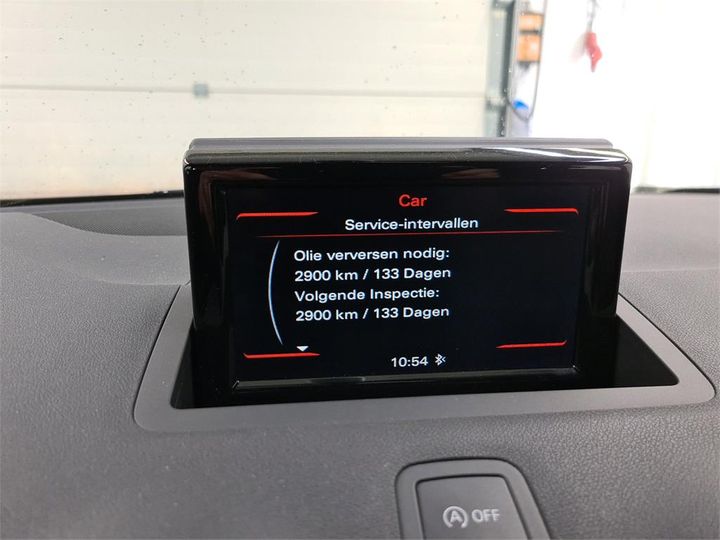 Car
Service-intervallen
Olie verversen nodig:
2900 km / 133 Dagen
Volgende Inspectie:
2900 km / 133 Dagen
10:54
A OFF